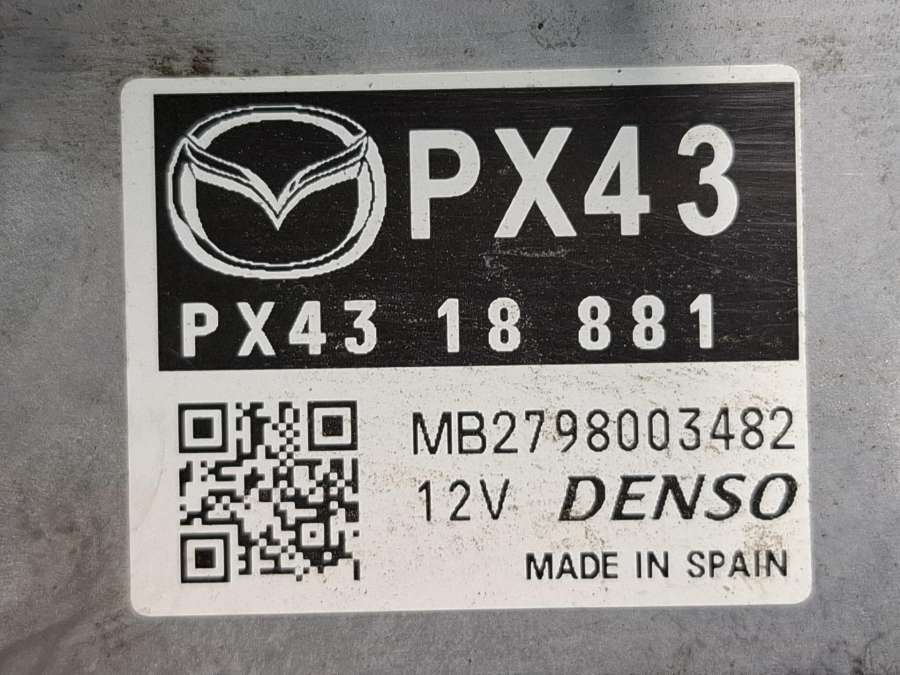 PX43
PX43 18 881
MB2798003482
12V DENSO
MADE IN SPAIN